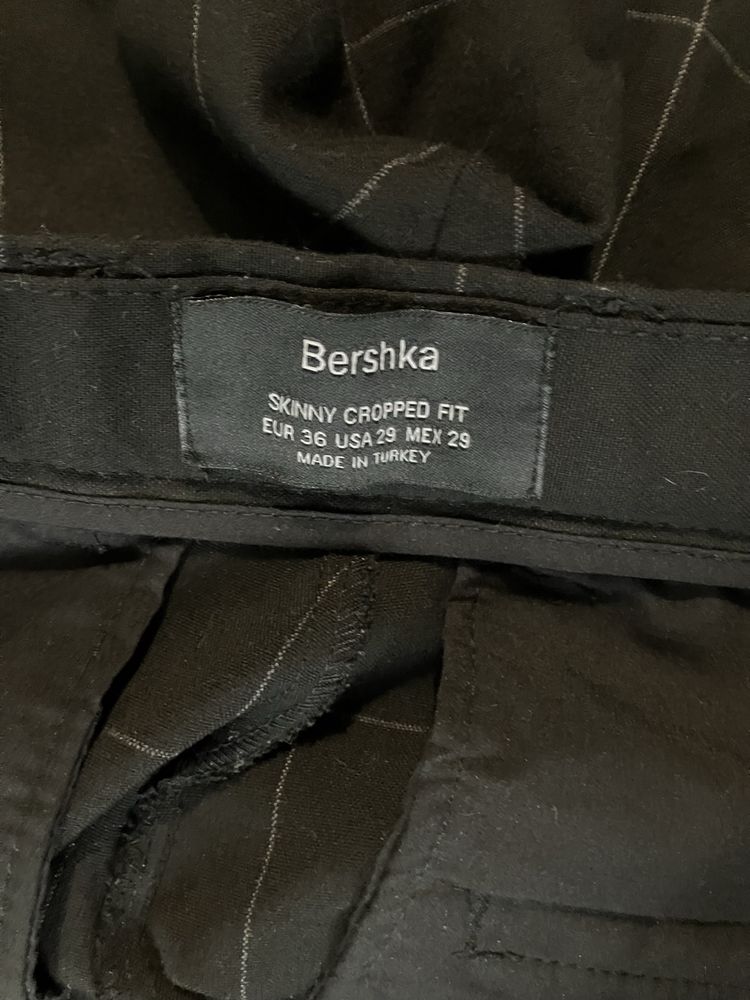 Bershka
SKINNY CROPPED FIT
EUR 36 USA 29 MEX 29
MADE IN TURKEY